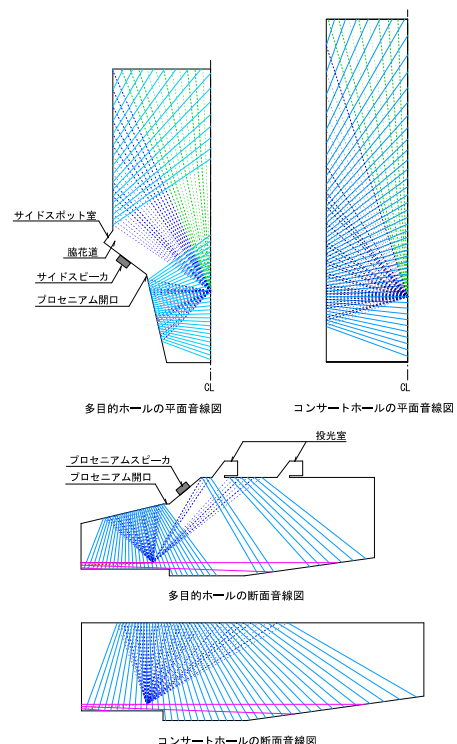 サイドスポット室
脇花道
サイドスピーカ
プロセニアム開口
CL
CL
多目的ホールの平面音線図
コンサートホールの平面音線図
投光室
プロセニアムスピーカ
プロセニアム開口
多目的ホールの断面音線図
コンサートホールの断面音線図